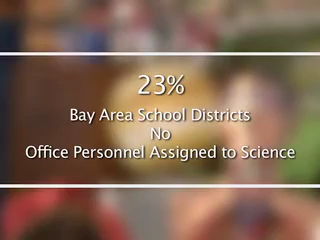 23%
Bay Area School Districts
No
Office Personnel Assigned to Science